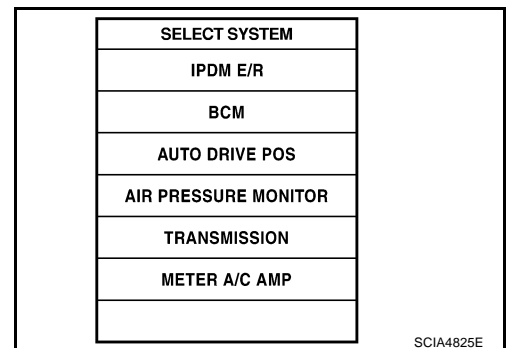 SELECT SYSTEM
IPDM E/R
BCM
AUTO DRIVE POS
AIR PRESSURE MONITOR
TRANSMISSION
METER A/C AMP
SCIA4825E